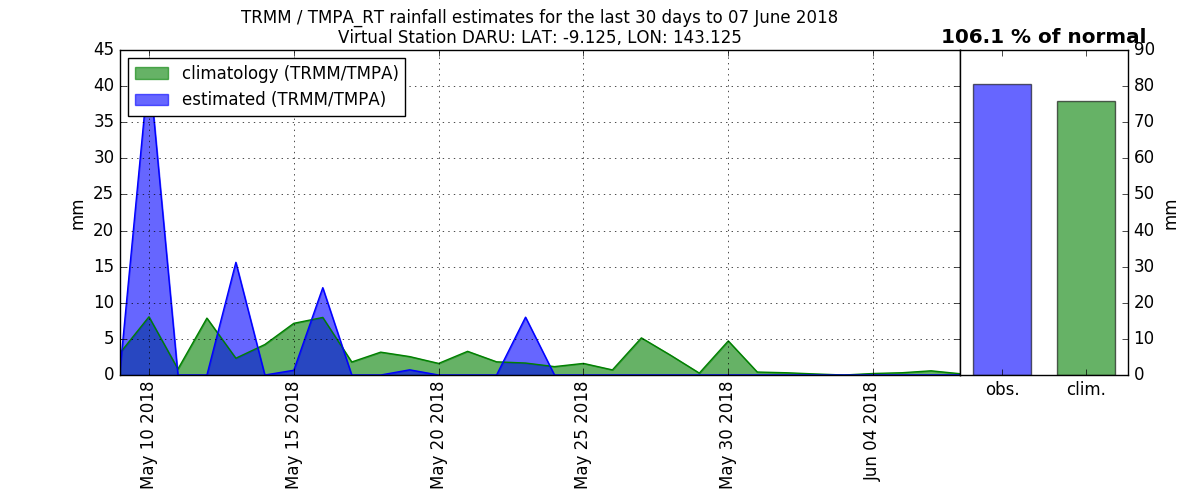 TRMM / TMPA_RT rainfall estimates for the last 30 days to 07 June 2018
Virtual Station DARU: LAT: -9.125, LON: 143.125
106.1 % of normal
climatology (TRMM/TMPA)
estimated (TRMM/TMPA)
45
40
35
30
25
20
15
10
5
0
mm
May 10 2018
May 15 2018
May 20 2018
May 25 2018
May 30 2018
Jun 04 2018
obs.
clim.
90
80
70
60
50
40
30
20
10
0
mm